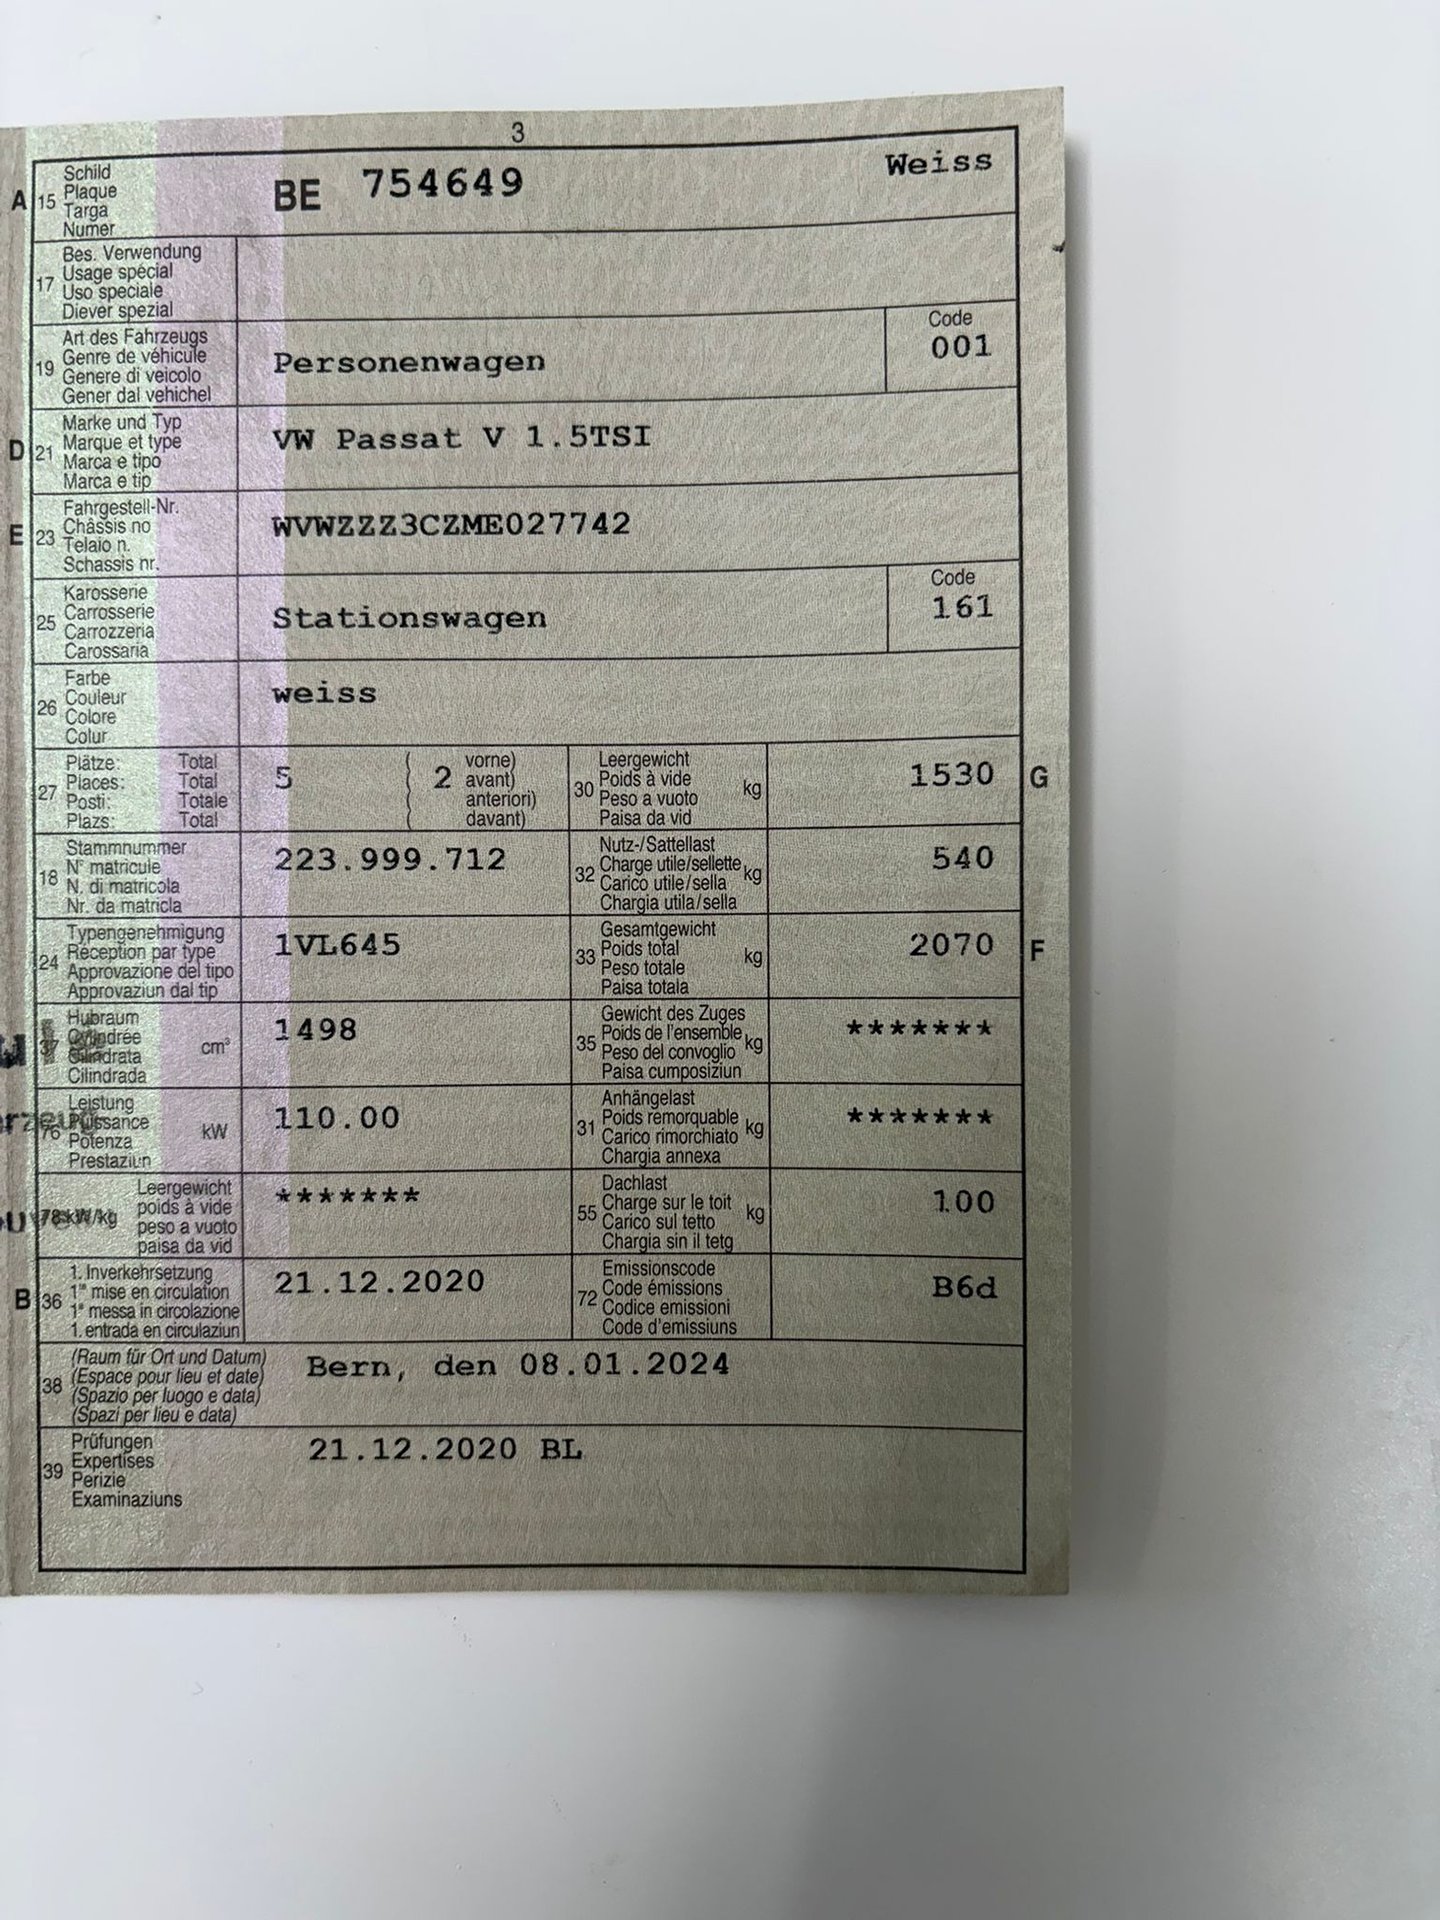 3
A 15 Schild
Plaque
Targa
Numer
BE 754649 Weiss
17 Bes. Verwendung
Usage spécial
Uso speciale
Diever spezial
19 Art des Fahrzeugs
Genre de véhicule
Genere di veicolo
Gener dal vehichel
Personenwagen
Code
001
D 21 Marke und Typ
Marque et type
Marca e tipo
Marca e tip
VW Passat V 1.5TSI
E 23 Fahrgestell-Nr.
Châssis no
Telaio n.
Schassis nr.
WVWZZZ3CZME027742
25 Karosserie
Carrosserie
Carrozzeria
Carossaria
Stationswagen
Code
161
26 Farbe
Couleur
Colore
Colur
weiss
27 Plätze: Total
Places: Total
Posti: Totale
Plazs: Total
5 ( 2 vorne)
( avant)
( anteriori)
( davant)
30 Leergewicht
Poids à vide kg
Peso a vuoto
Paisa da vid
1530 G
18 Stammnummer
N° matricule
N. di matricola
Nr. da matricla
223.999.712
32 Nutz-/Sattellast
Charge utile/sellette kg
Carico utile/sella
Chargia utila/sella
540
24 Typengenehmigung
Réception par type
Approvazione del tipo
Approvaziun dal tip
1VL645
33 Gesamtgewicht
Poids total kg
Peso totale
Paisa totala
2070 F
37 Hubraum
Cylindrée cm³
Cilindrata
Cilindrada
1498
35 Gewicht des Zuges
Poids de l'ensemble kg
Peso del convoglio
Paisa cumposiziun
*******
76 Leistung
Puissance kW
Potenza
Prestaziun
110.00
31 Anhängelast
Poids remorquable kg
Carico rimorchiato
Chargia annexa
*******
78 kW/kg Leergewicht
poids à vide
peso a vuoto
paisa da vid
*******
55 Dachlast
Charge sur le toit kg
Carico sul tetto
Chargia sin il tetg
100
B 36 1. Inverkehrsetzung
1re mise en circulation
1a messa in circolazione
1. entrada en circulaziun
21.12.2020
72 Emissionscode
Code émissions
Codice emissioni
Code d'emissiuns
B6d
38 (Raum für Ort und Datum)
(Espace pour lieu et date)
(Spazio per luogo e data)
(Spazi per lieu e data)
Bern, den 08.01.2024
39 Prüfungen
Expertises
Perizie
Examinaziuns
21.12.2020 BL